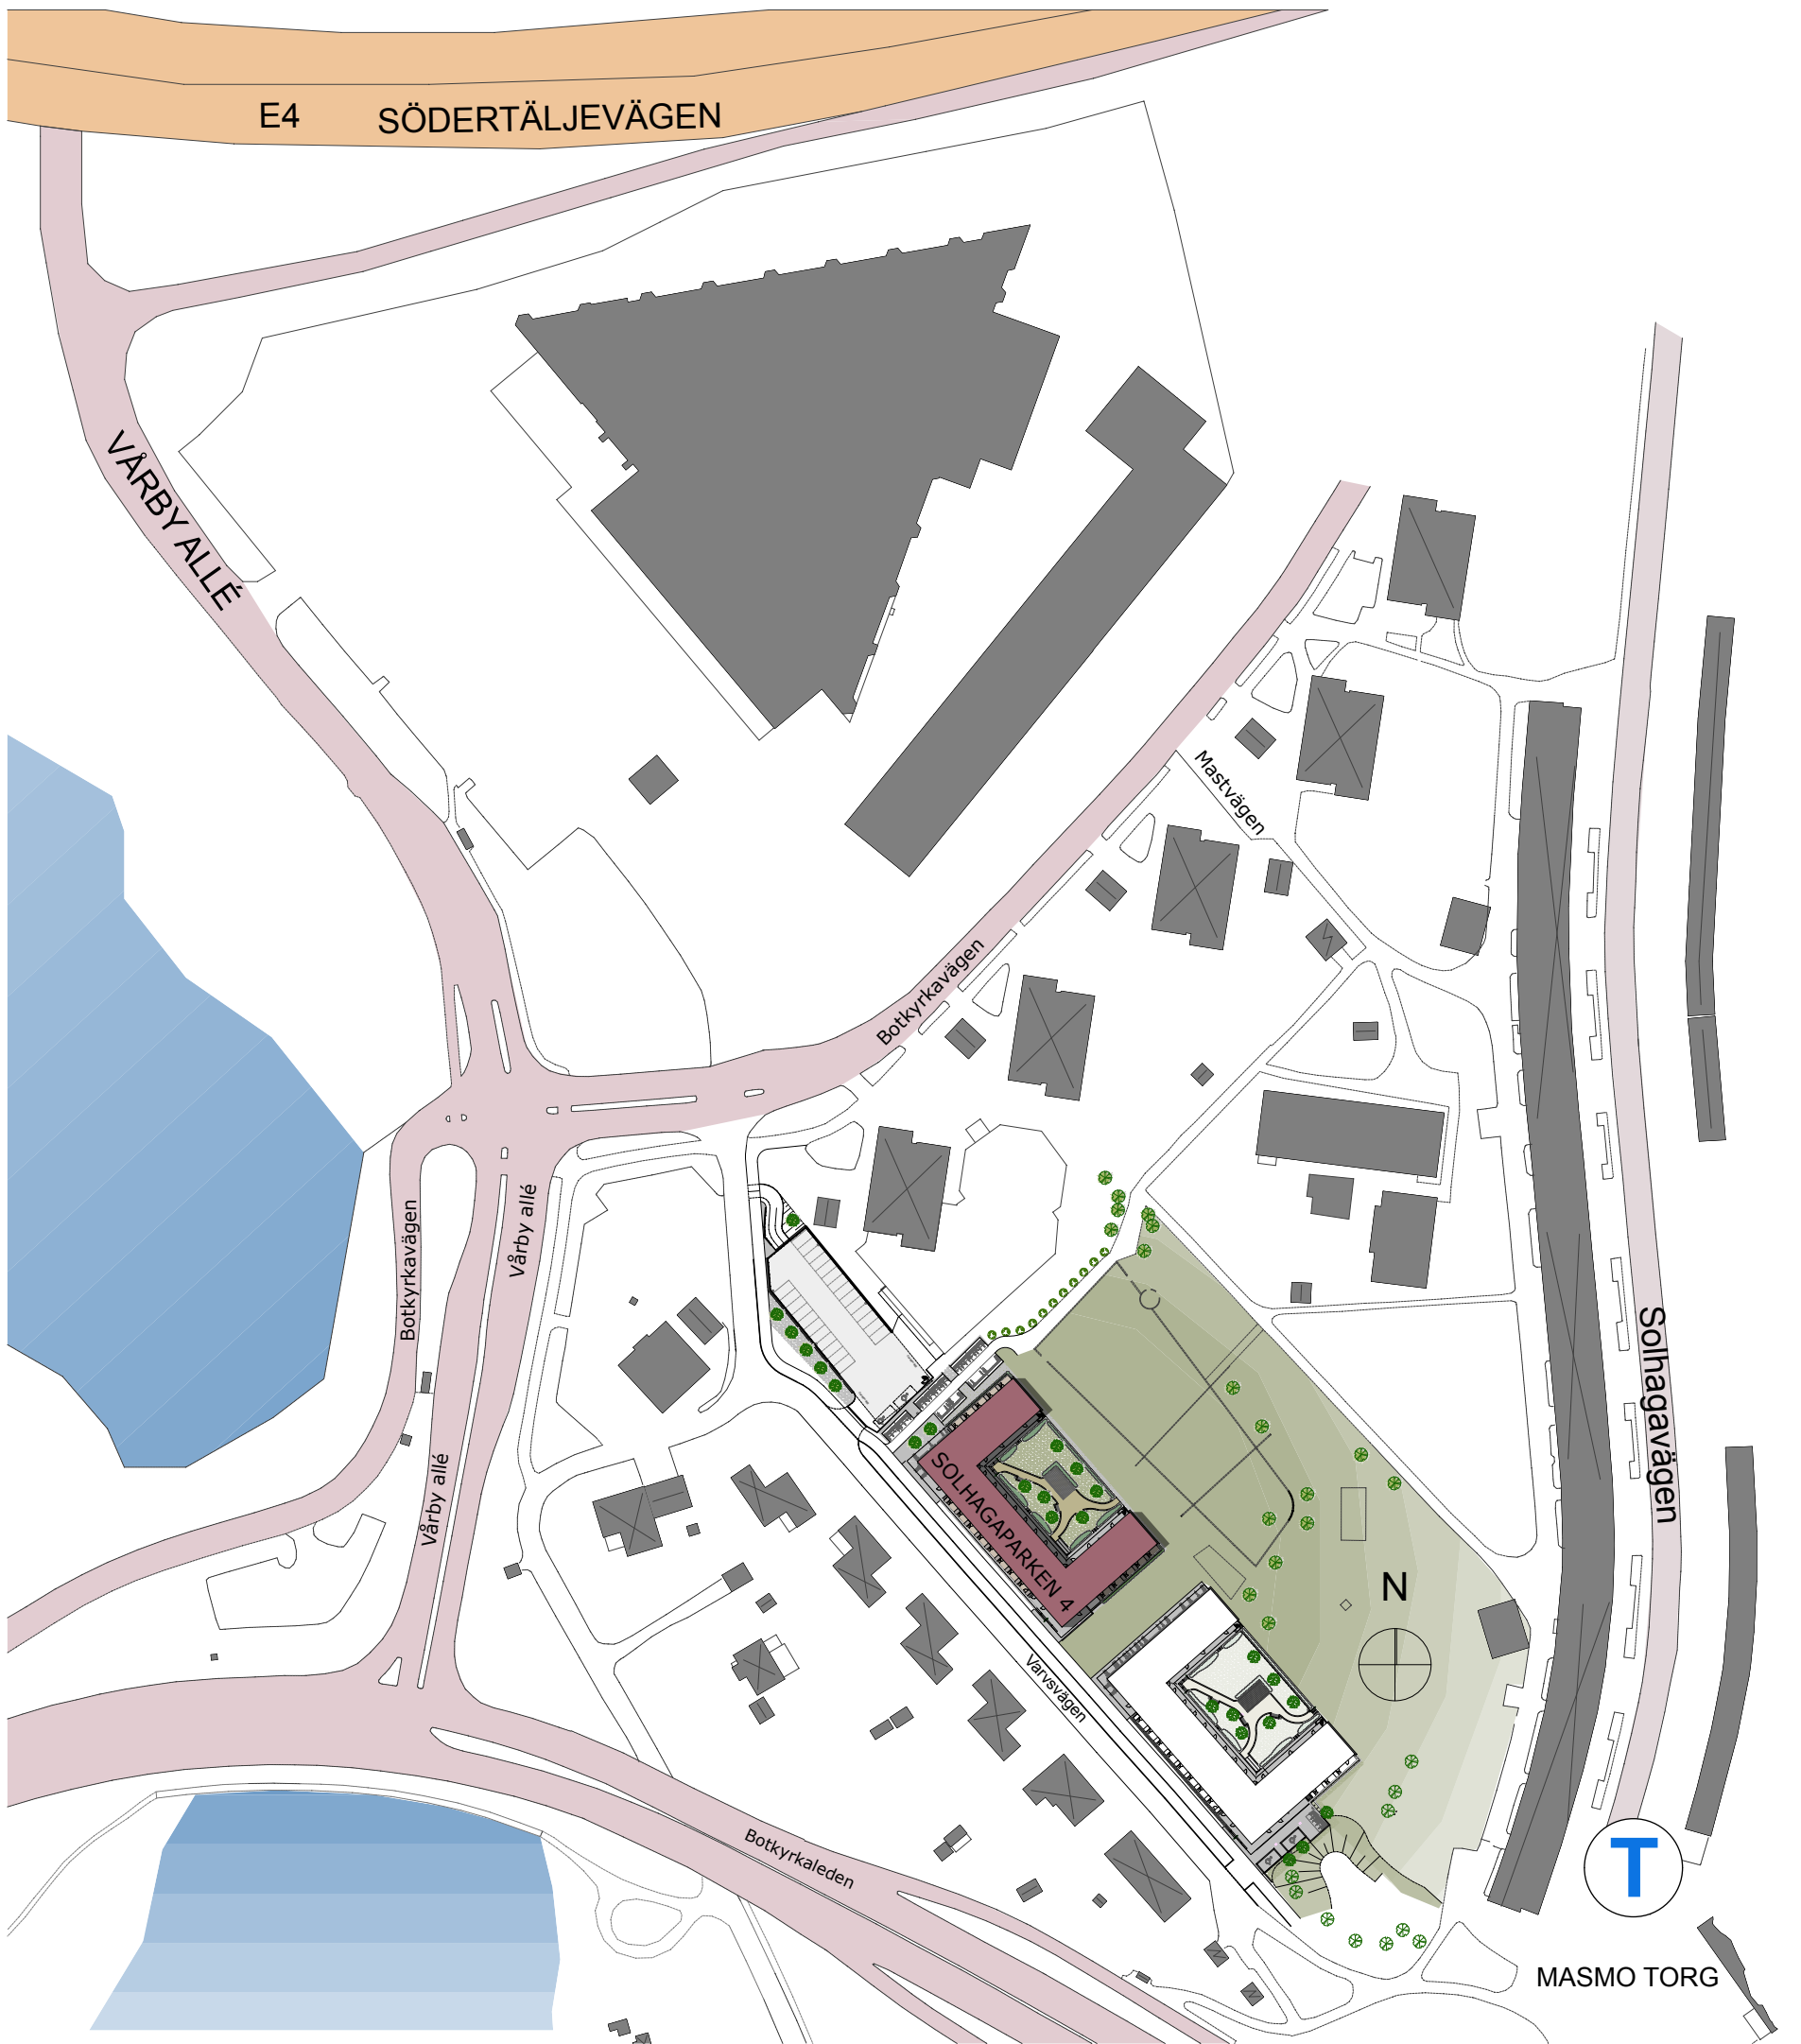 E4 SÖDERTÄLJEVÄGEN
VÅRBY ALLÉ
Mastvägen
Botkyrkavägen
Botkyrkavägen
Vårby allé
Solhagavägen
Vårby allé
SOLHAGAPARKEN 4
N
Varvsvägen
Botkyrkaleden
T
MASMO TORG